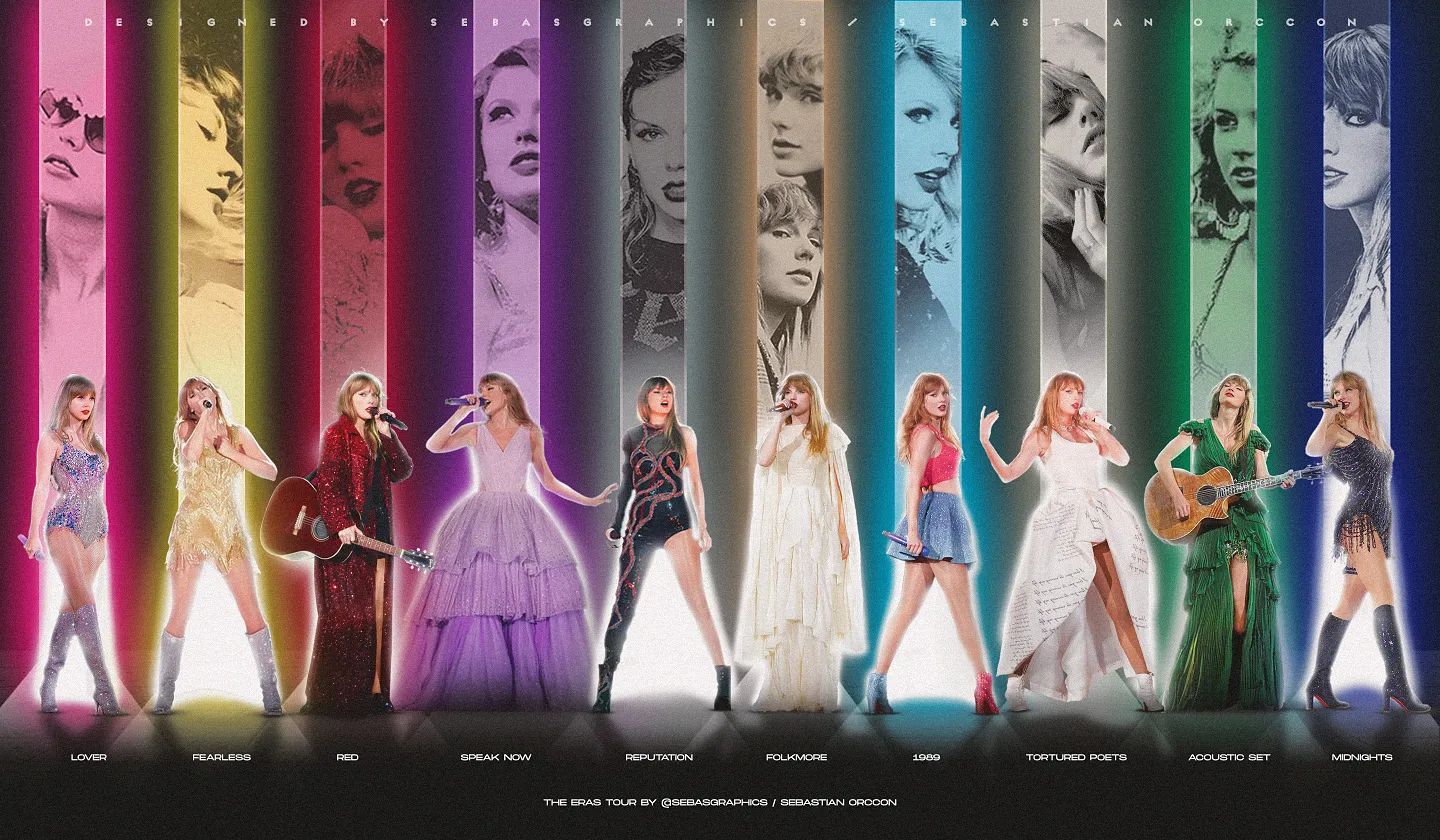 DESIGNED BY SEBASGRAPHICS / SEBASTIAN ORCCON
LOVER FEARLESS RED SPEAK NOW REPUTATION FOLKMORE 1989 TORTURED POETS ACOUSTIC SET MIDNIGHTS
THE ERAS TOUR BY @SEBASGRAPHICS / SEBASTIAN ORCCON